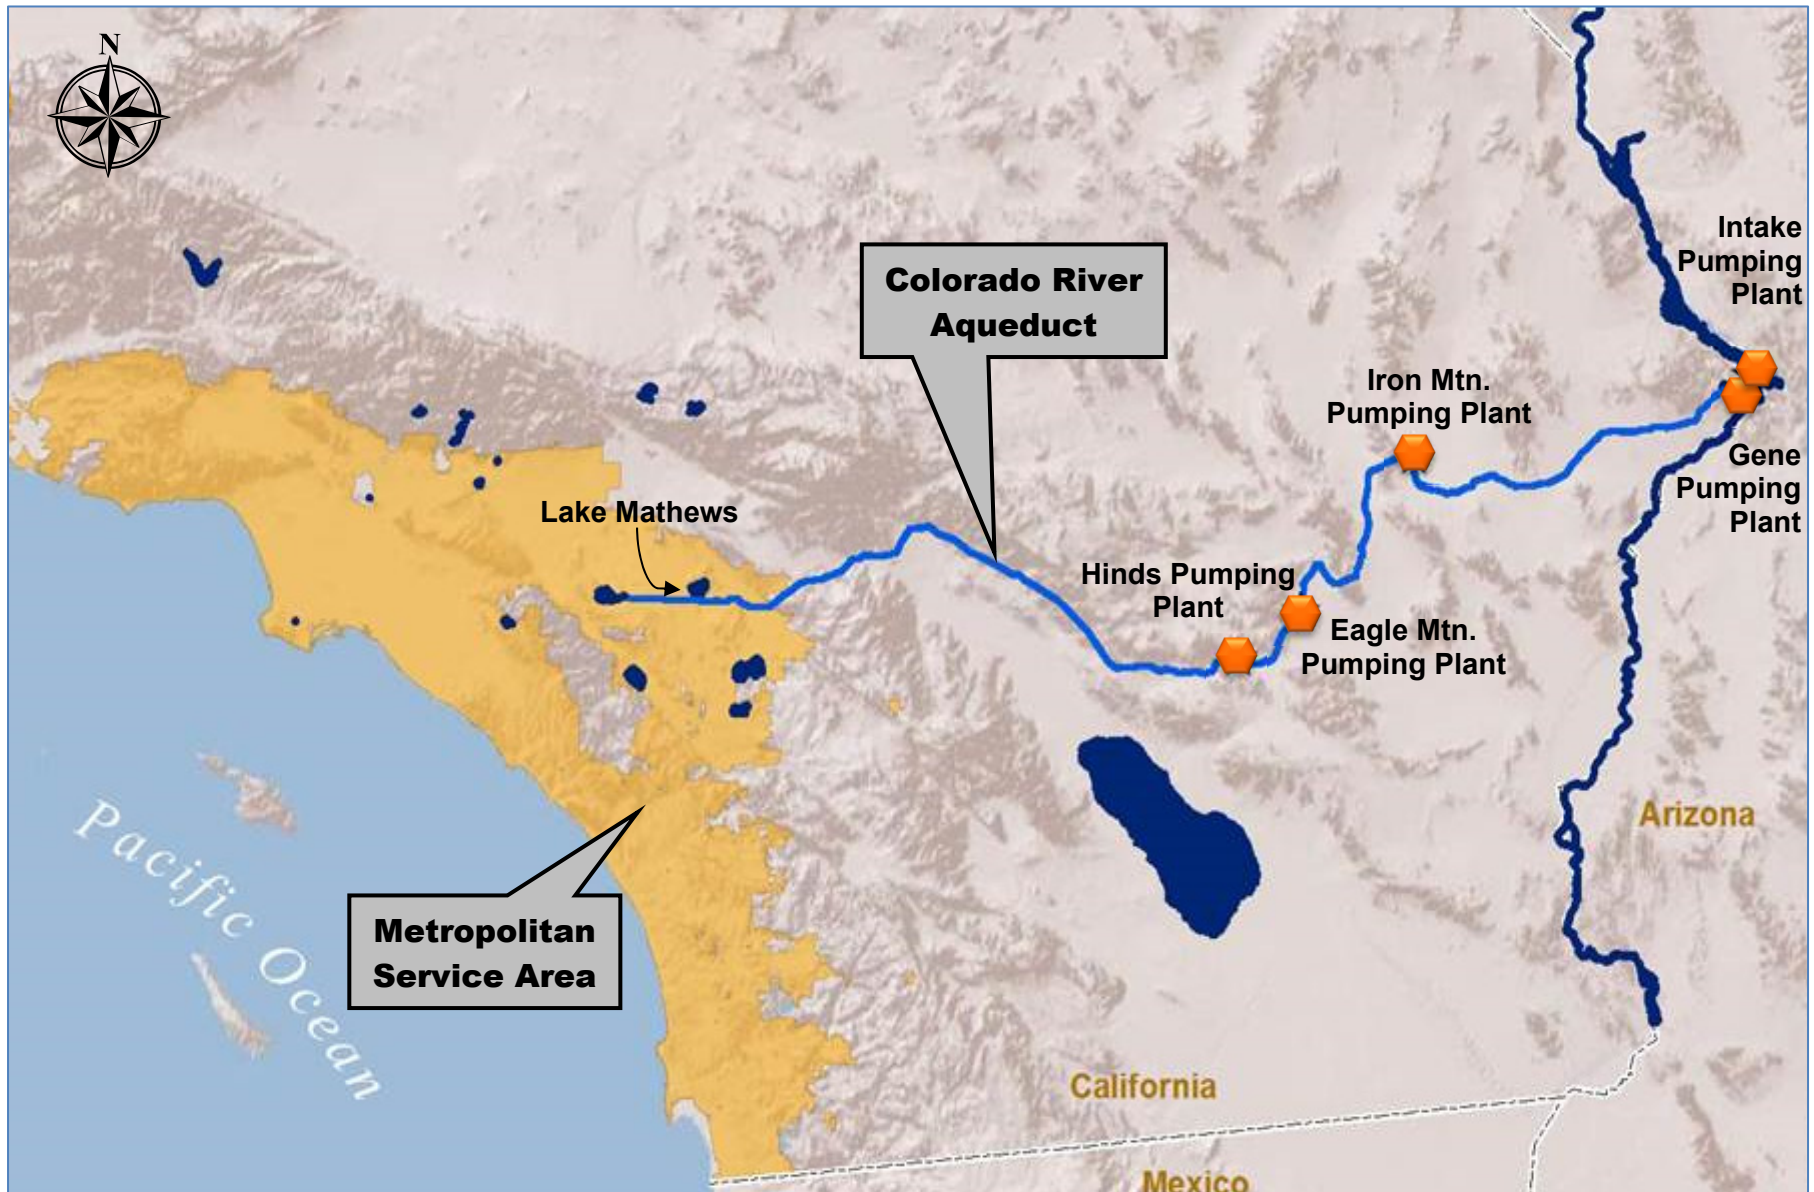 N
Intake
Pumping
Plant
Colorado River
Aqueduct
Iron Mtn.
Pumping Plant
Gene
Pumping
Plant
Lake Mathews
Hinds Pumping
Plant
Eagle Mtn.
Pumping Plant
Arizona
Pacific Ocean
Metropolitan
Service Area
California
Mexico